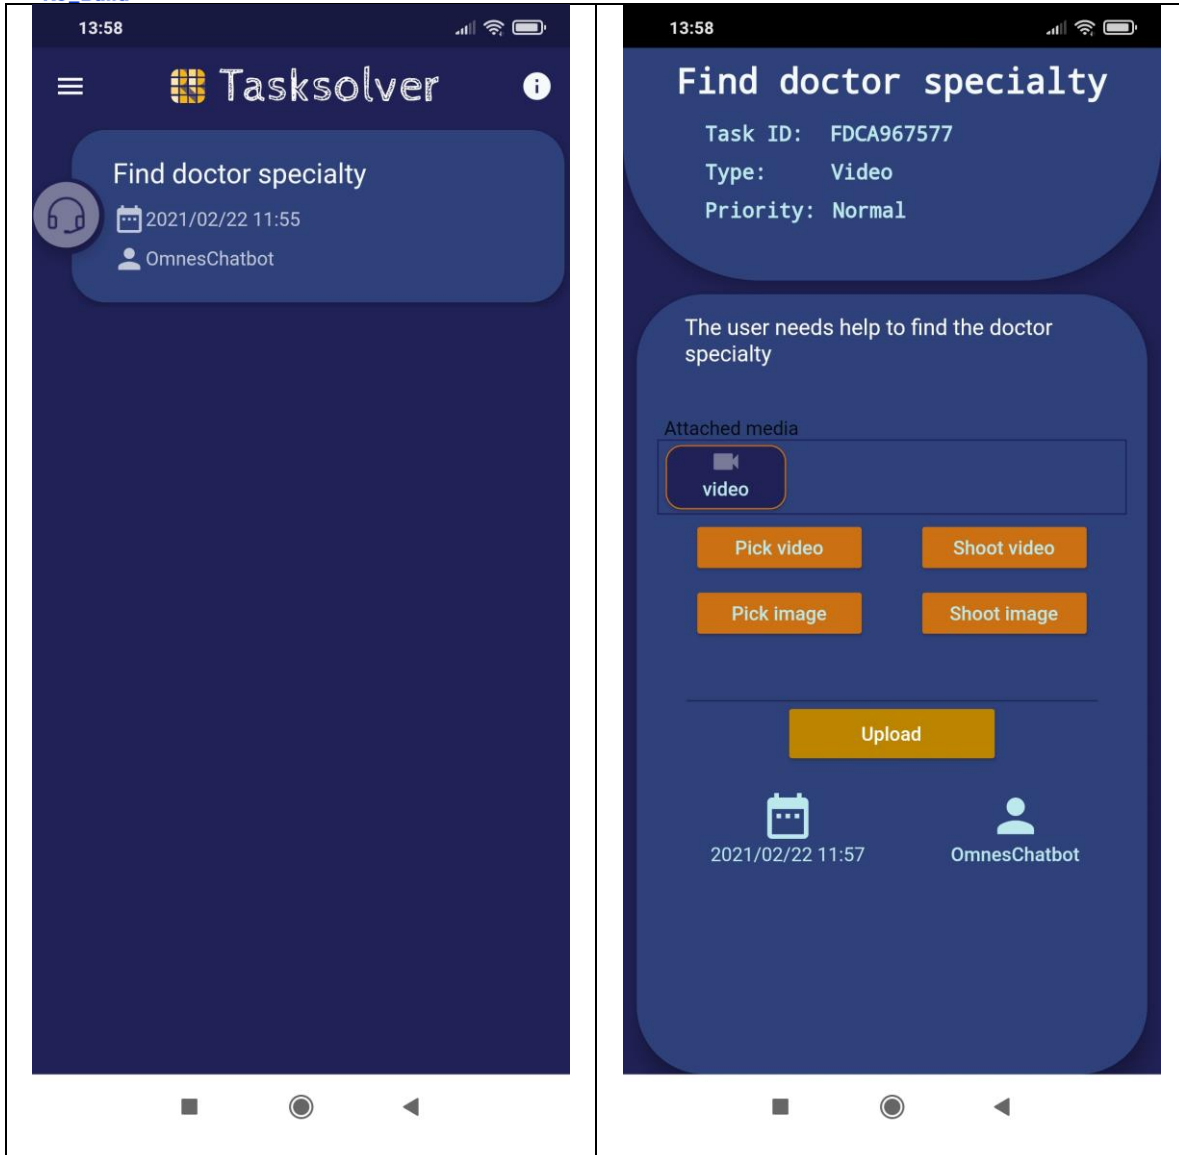 13:58
Tasksolver
Find doctor specialty
2021/02/22 11:55
OmnesChatbot
13:58
Find doctor specialty
Task ID: FDCA967577
Type: Video
Priority: Normal
The user needs help to find the doctor
specialty
Attached media
video
Pick video Shoot video
Pick image Shoot image
Upload
2021/02/22 11:57 OmnesChatbot